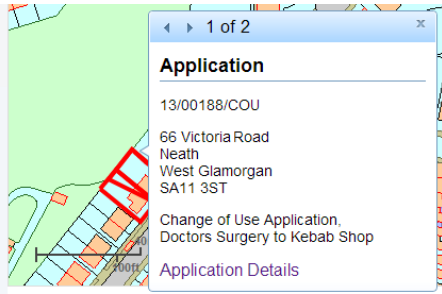 1 of 2
x
Application
13/00188/COU
66 Victoria Road
Neath
West Glamorgan
SA11 3ST
Change of Use Application,
Doctors Surgery to Kebab Shop
Application Details
40
100ft